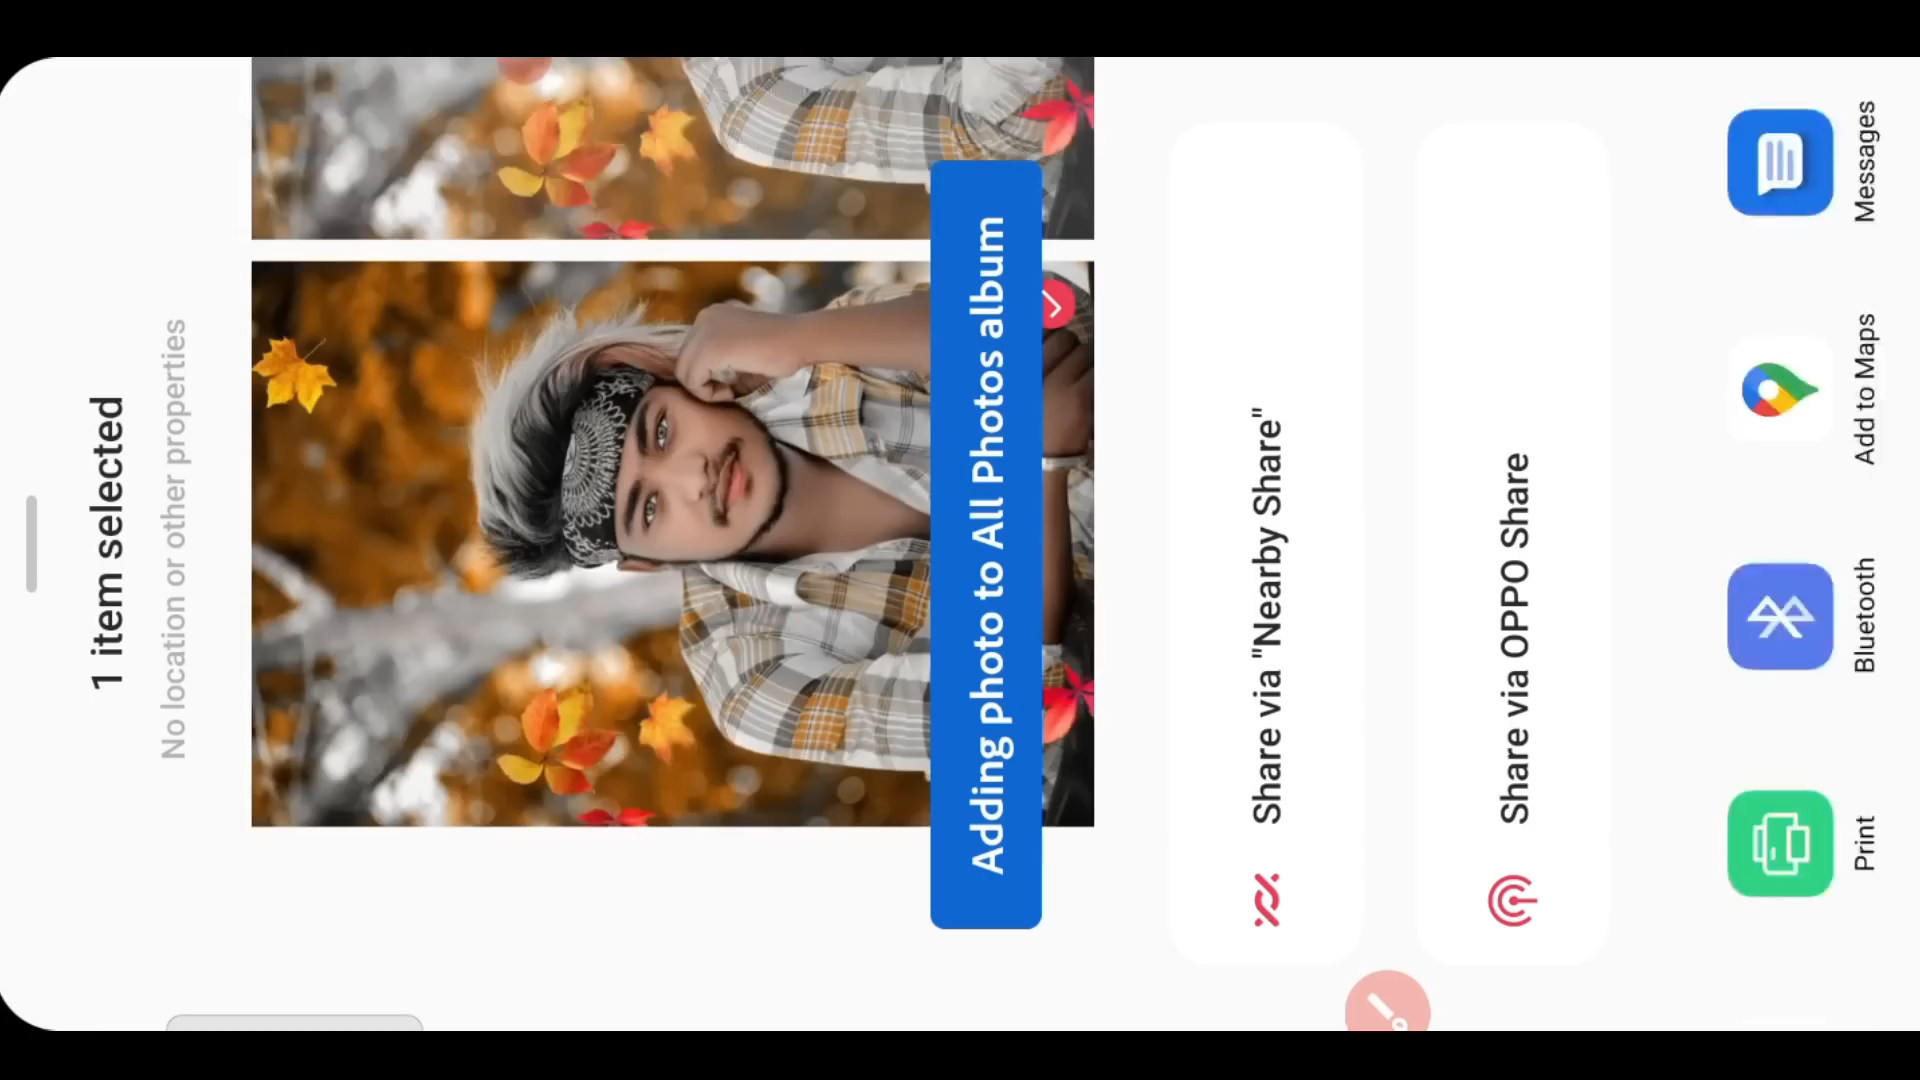 1 item selected
No location or other properties
Adding photo to All Photos album
Share via "Nearby Share"
Share via OPPO Share
Print
Bluetooth
Add to Maps
Messages